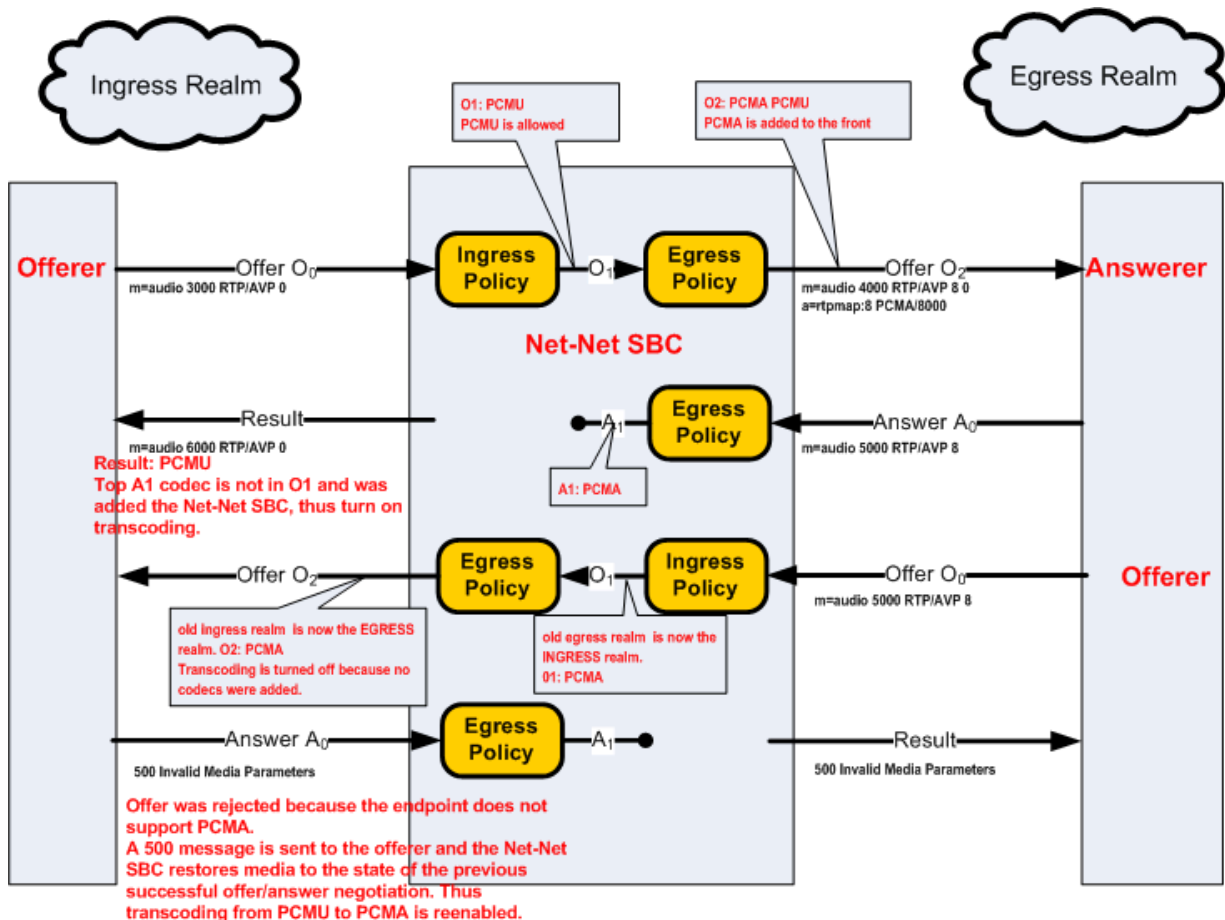 Ingress Realm
Egress Realm
O1: PCMU
PCMU is allowed
O2: PCMA PCMU
PCMA is added to the front
Offerer
Offer O0
m=audio 3000 RTP/AVP 0
Ingress
Policy
O1
Egress
Policy
Offer O2
m=audio 4000 RTP/AVP 8 0
a=rtpmap:8 PCMA/8000
Answerer
Net-Net SBC
Result
m=audio 6000 RTP/AVP 0
A1
Egress
Policy
Answer A0
m=audio 5000 RTP/AVP 8
A1: PCMA
Result: PCMU
Top A1 codec is not in O1 and was
added the Net-Net SBC, thus turn on
transcoding.
Offer O2
Egress
Policy
O1
Ingress
Policy
Offer O0
m=audio 5000 RTP/AVP 8
Offerer
old Ingress realm is now the EGRESS
realm. O2: PCMA
Transcoding is turned off because no
codecs were added.
old egress realm is now the
INGRESS realm.
01: PCMA
Answer A0
500 Invalid Media Parameters
Egress
Policy
A1
Result
500 Invalid Media Parameters
Offer was rejected because the endpoint does not
support PCMA.
A 500 message is sent to the offerer and the Net-Net
SBC restores media to the state of the previous
successful offer/answer negotiation. Thus
transcoding from PCMU to PCMA is reenabled.